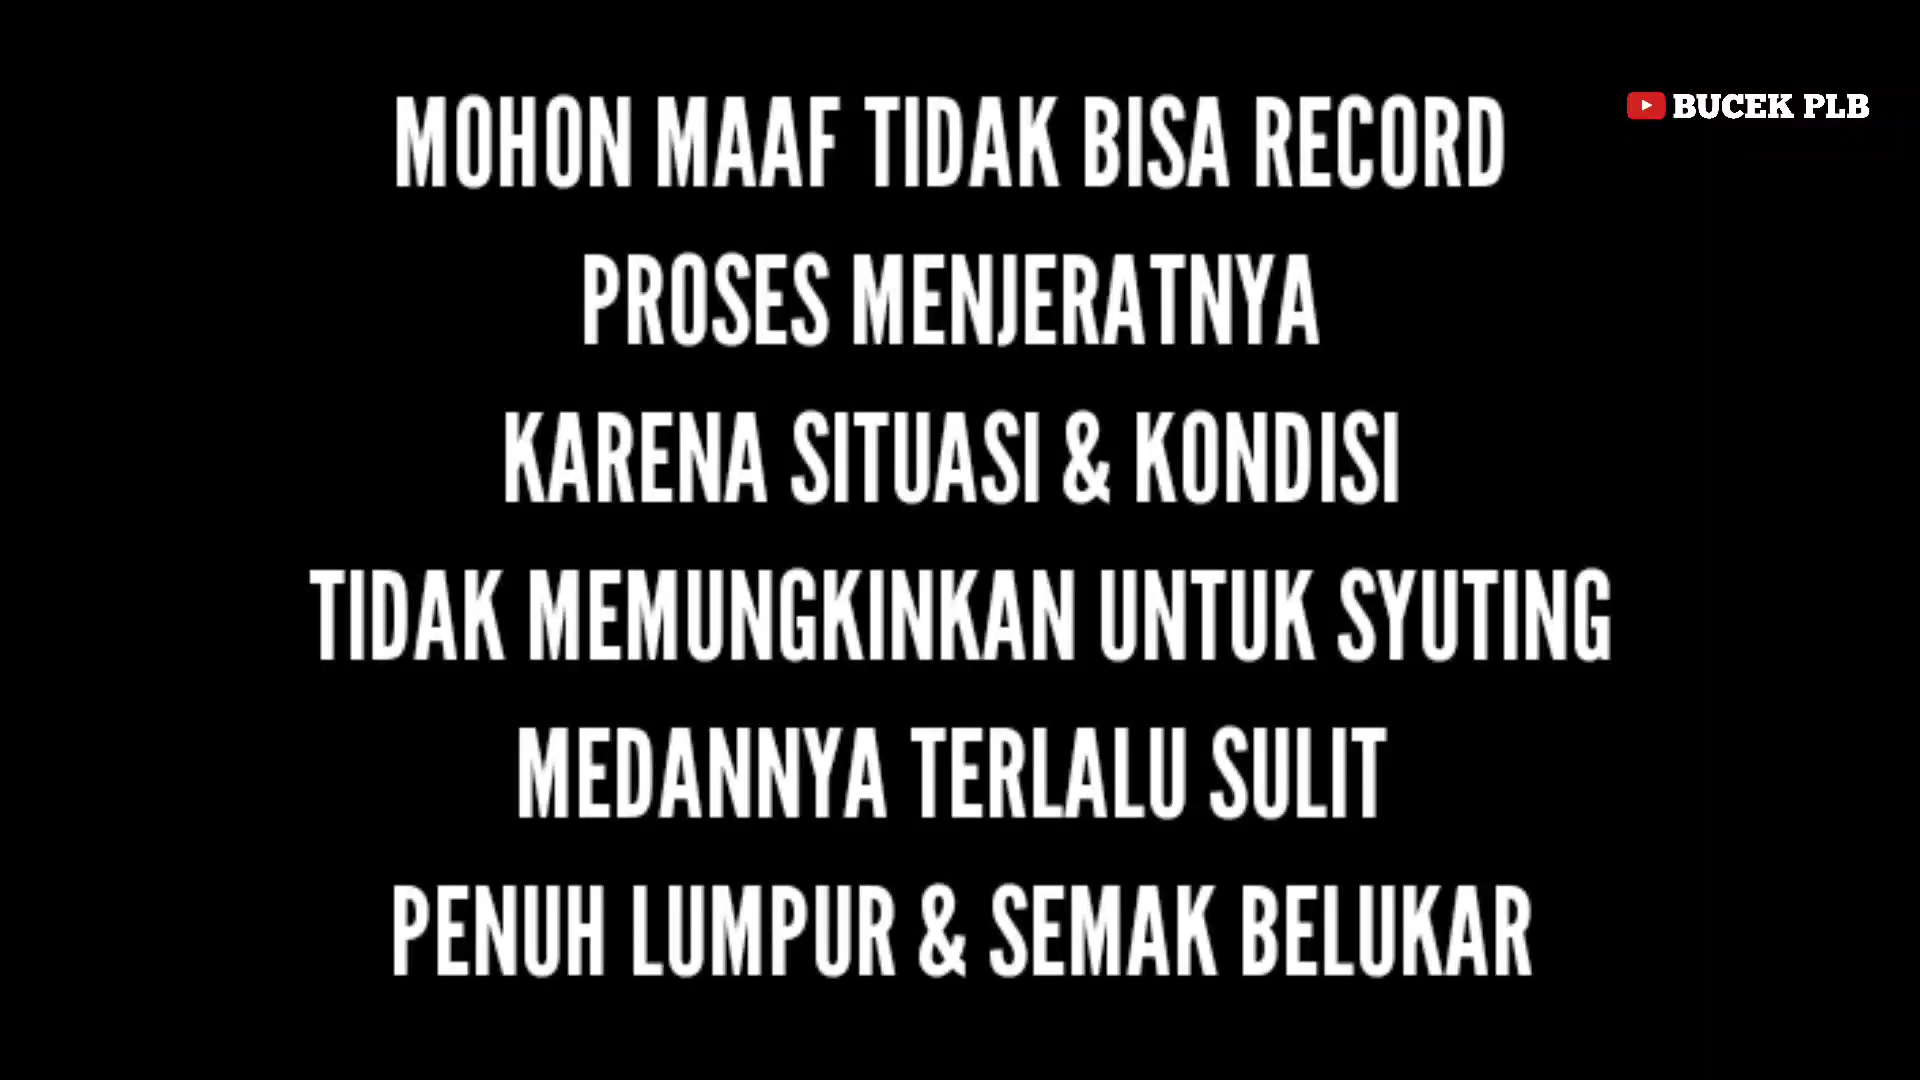 MOHON MAAF TIDAK BISA RECORD
PROSES MENJERATNYA
KARENA SITUASI & KONDISI
TIDAK MEMUNGKINKAN UNTUK SYUTING
MEDANNYA TERLALU SULIT
PENUH LUMPUR & SEMAK BELUKAR
BUCEK PLB